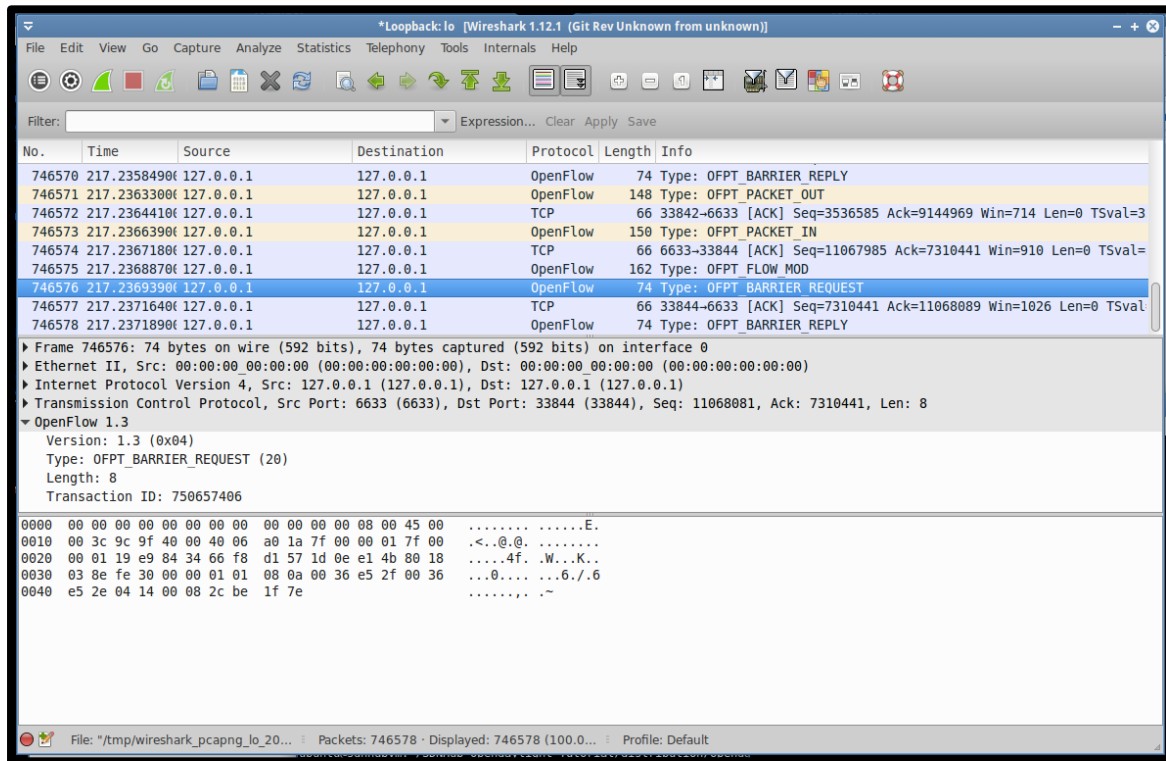 *Loopback: lo [Wireshark 1.12.1 (Git Rev Unknown from unknown)]
File Edit View Go Capture Analyze Statistics Telephony Tools Internals Help
Filter: Expression... Clear Apply Save
No. Time Source Destination Protocol Length Info
746570 217.23584900 127.0.0.1 127.0.0.1 OpenFlow 74 Type: OFPT_BARRIER_REPLY
746571 217.23633000 127.0.0.1 127.0.0.1 OpenFlow 148 Type: OFPT_PACKET_OUT
746572 217.23644100 127.0.0.1 127.0.0.1 TCP 66 33842→6633 [ACK] Seq=3536585 Ack=9144969 Win=714 Len=0 TSval=3
746573 217.23663900 127.0.0.1 127.0.0.1 OpenFlow 150 Type: OFPT_PACKET_IN
746574 217.23671800 127.0.0.1 127.0.0.1 TCP 66 6633→33844 [ACK] Seq=11067985 Ack=7310441 Win=910 Len=0 TSval=
746575 217.23688700 127.0.0.1 127.0.0.1 OpenFlow 162 Type: OFPT_FLOW_MOD
746576 217.23693900 127.0.0.1 127.0.0.1 OpenFlow 74 Type: OFPT_BARRIER_REQUEST
746577 217.23716400 127.0.0.1 127.0.0.1 TCP 66 33844→6633 [ACK] Seq=7310441 Ack=11068089 Win=1026 Len=0 TSval
746578 217.23718900 127.0.0.1 127.0.0.1 OpenFlow 74 Type: OFPT_BARRIER_REPLY
Frame 746576: 74 bytes on wire (592 bits), 74 bytes captured (592 bits) on interface 0
Ethernet II, Src: 00:00:00_00:00:00 (00:00:00:00:00:00), Dst: 00:00:00_00:00:00 (00:00:00:00:00:00)
Internet Protocol Version 4, Src: 127.0.0.1 (127.0.0.1), Dst: 127.0.0.1 (127.0.0.1)
Transmission Control Protocol, Src Port: 6633 (6633), Dst Port: 33844 (33844), Seq: 11068081, Ack: 7310441, Len: 8
OpenFlow 1.3
Version: 1.3 (0x04)
Type: OFPT_BARRIER_REQUEST (20)
Length: 8
Transaction ID: 750657406
0000 00 00 00 00 00 00 00 00 00 00 00 00 08 00 45 00 ........ ......E.
0010 00 3c 9c 9f 40 00 40 06 a0 1a 7f 00 00 01 7f 00 .<..@.@. ........
0020 00 01 19 e9 84 34 66 f8 d1 57 1d 0e e1 4b 80 18 .....4f. .W...K..
0030 03 8e fe 30 00 00 01 01 08 0a 00 36 e5 2f 00 36 ...0.... ...6./.6
0040 e5 2e 04 14 00 08 2c be 1f 7e ......,. .~
File: "/tmp/wireshark_pcapng_lo_20... Packets: 746578 · Displayed: 746578 (100.0... Profile: Default